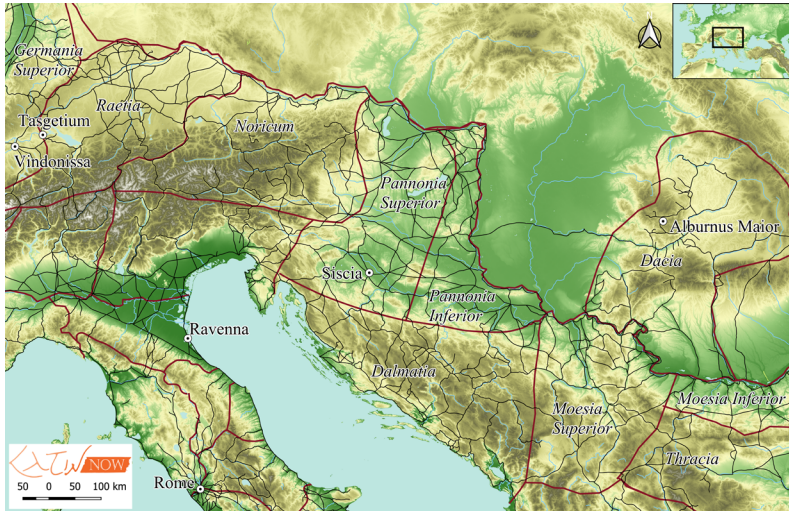 Germania
Superior
Raetia
Tasgetium
Vindonissa
Noricum
Pannonia
Superior
Alburnus Maior
Dacia
Siscia
Pannonia
Inferior
Ravenna
Dalmatia
Moesia
Superior
Moesia Inferior
Thracia
Rome
LatinNOW
50 0 50 100 km